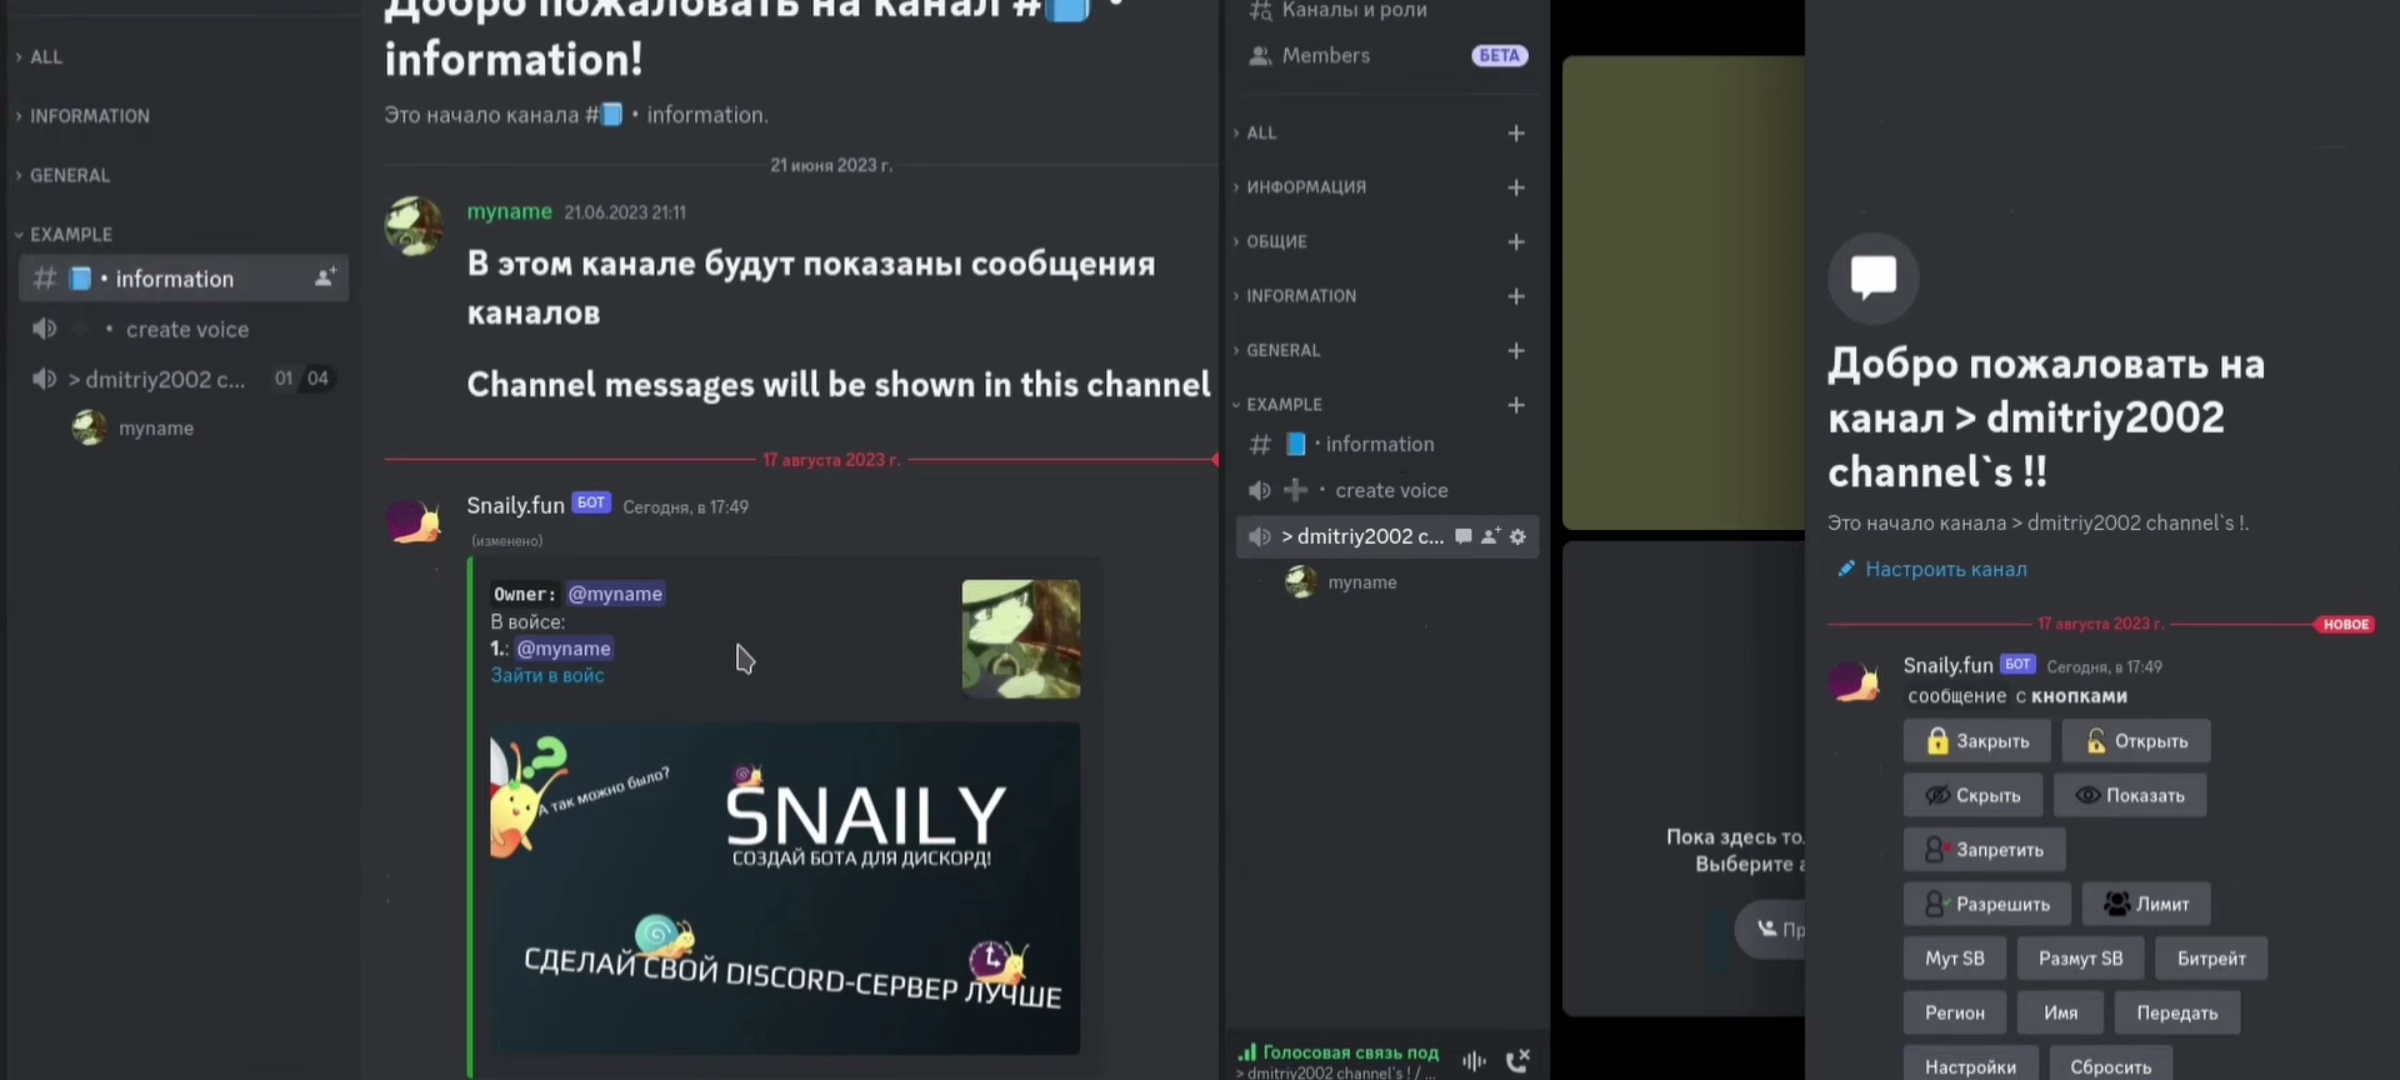 ALL
INFORMATION
GENERAL
EXAMPLE
# 📘 • information
• create voice
> dmitriy2002 c... 01 04
myname
Добро пожаловать на канал #📘 •
information!
Это начало канала #📘 • information.
21 июня 2023 г.
myname 21.06.2023 21:11
В этом канале будут показаны сообщения
каналов
Channel messages will be shown in this channel
17 августа 2023 г.
Snaily.fun БОТ Сегодня, в 17:49
(изменено)
Owner: @myname
В войсе:
1.: @myname
Зайти в войс
А так можно было?
SNAILY
СОЗДАЙ БОТА ДЛЯ ДИСКОРД!
СДЕЛАЙ СВОЙ DISCORD-СЕРВЕР ЛУЧШЕ
Каналы и роли
Members БЕТА
ALL
ИНФОРМАЦИЯ
ОБЩИЕ
INFORMATION
GENERAL
EXAMPLE
# 📘 • information
➕ • create voice
> dmitriy2002 c...
myname
Голосовая связь под
> dmitriy2002 channel`s ! / ...
Пока здесь
Выберите
Добро пожаловать на
канал > dmitriy2002
channel`s !!
Это начало канала > dmitriy2002 channel`s !.
Настроить канал
17 августа 2023 г. НОВОЕ
Snaily.fun БОТ Сегодня, в 17:49
сообщение с кнопками
Закрыть Открыть
Скрыть Показать
Запретить
Разрешить Лимит
Мут SB Размут SB Битрейт
Регион Имя Передать
Настройки Сбросить